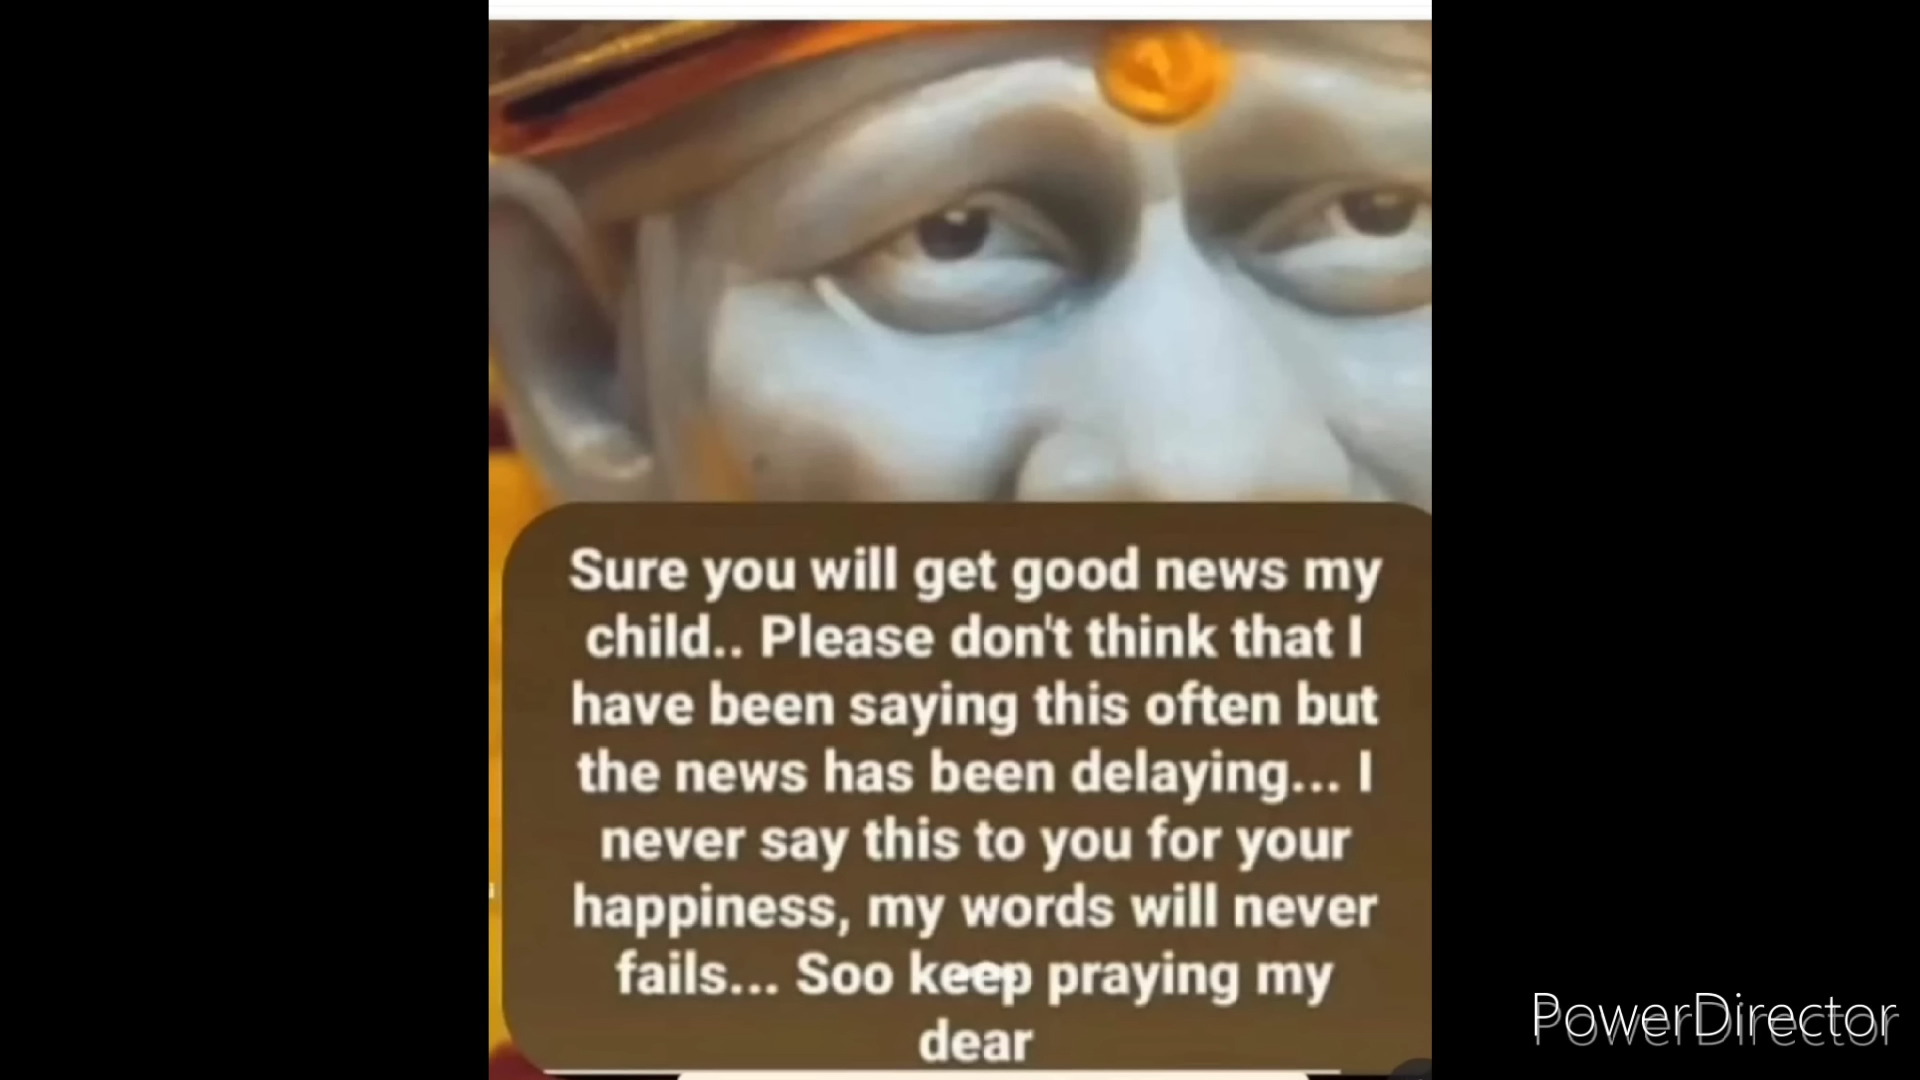 Sure you will get good news my
child.. Please don't think that I
have been saying this often but
the news has been delaying... I
never say this to you for your
happiness, my words will never
fails... Soo keep praying my
dear
PowerDirector